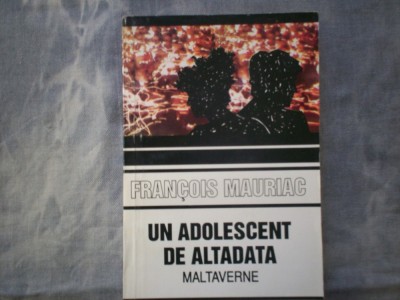 FRANÇOIS MAURIAC
UN ADOLESCENT
DE ALTADATA
MALTAVERNE